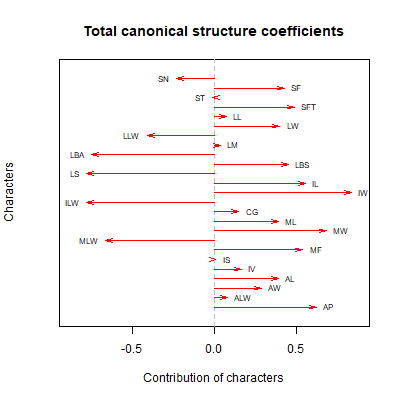 Total canonical structure coefficients
Characters
SN
SF
ST
SFT
LL
LW
LLW
LM
LBA
LBS
LS
IL
IW
ILW
CG
ML
MW
MLW
MF
IS
IV
AL
AW
ALW
AP
-0.5 0.0 0.5
Contribution of characters